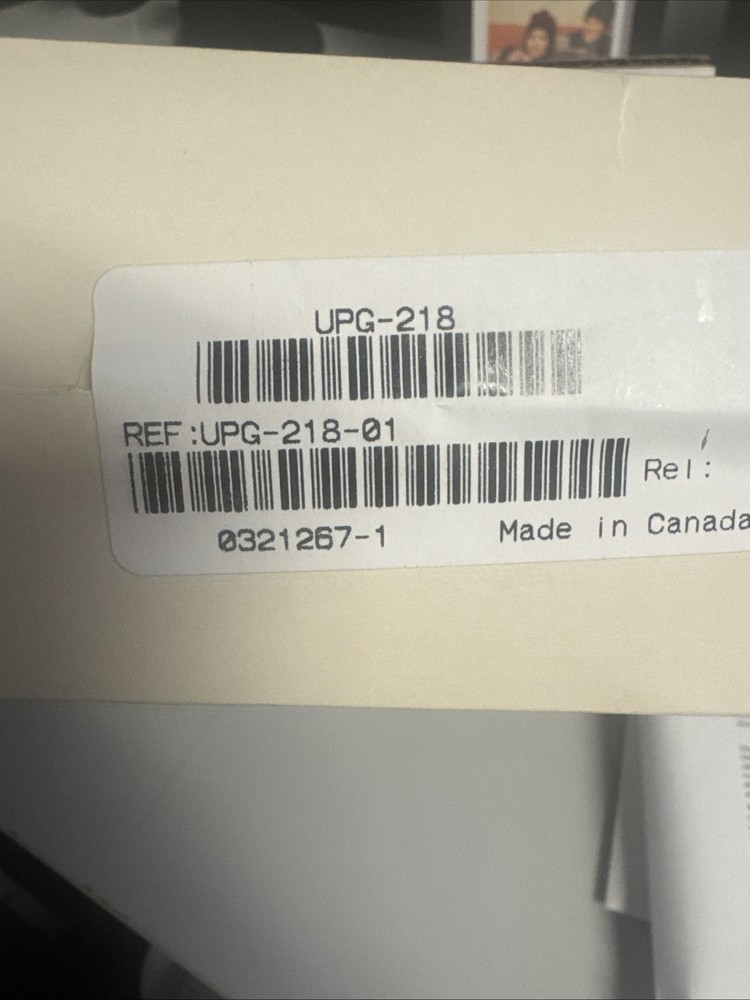 UPG-218
REF:UPG-218-01
Rel:
0321267-1
Made in Canada